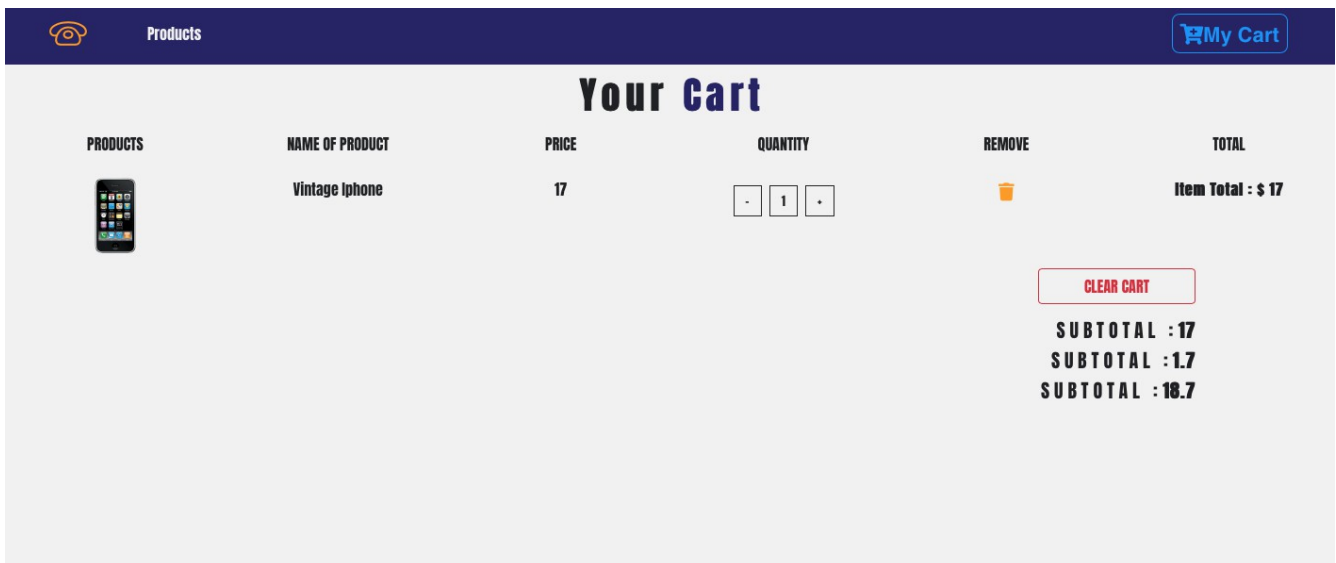 Products My Cart
Your Cart
PRODUCTS NAME OF PRODUCT PRICE QUANTITY REMOVE TOTAL
Vintage Iphone 17 - 1 + Item Total : $ 17
CLEAR CART
SUBTOTAL : 17
SUBTOTAL : 1.7
SUBTOTAL : 18.7